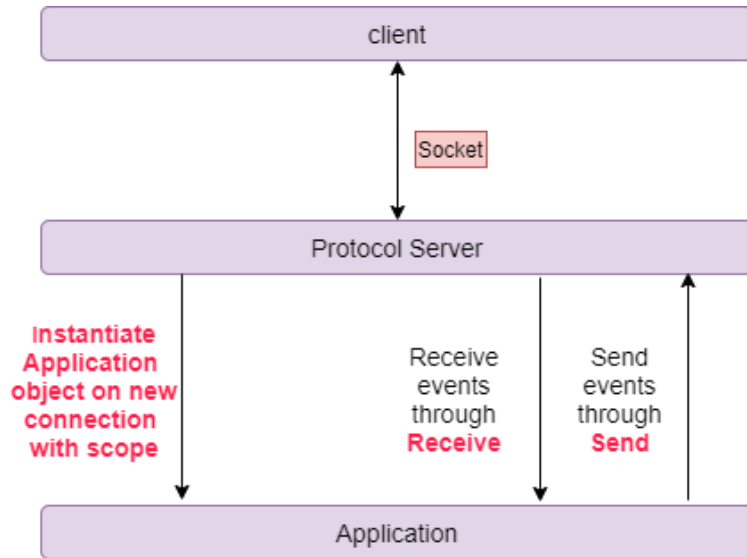 client
Socket
Protocol Server
Instantiate
Application
object on new
connection
with scope
Receive
events
through
Receive
Send
events
through
Send
Application